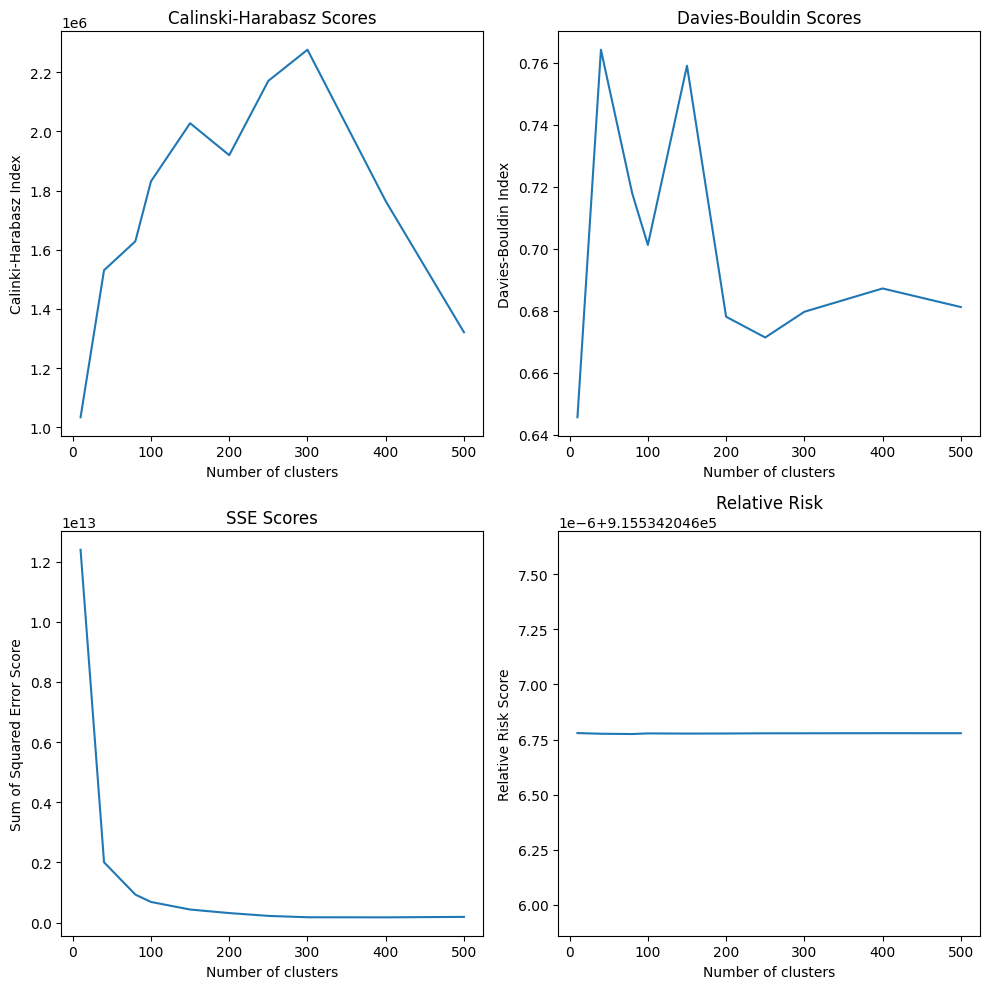 Calinski-Harabasz Scores
1e6
2.2
2.0
1.8
1.6
1.4
1.2
1.0
Calinki-Harabasz Index
0 100 200 300 400 500
Number of clusters
Davies-Bouldin Scores
0.76
0.74
0.72
0.70
0.68
0.66
0.64
Davies-Bouldin Index
0 100 200 300 400 500
Number of clusters
SSE Scores
1e13
1.2
1.0
0.8
0.6
0.4
0.2
0.0
Sum of Squared Error Score
0 100 200 300 400 500
Number of clusters
Relative Risk
1e−6+9.155342046e5
7.50
7.25
7.00
6.75
6.50
6.25
6.00
Relative Risk Score
0 100 200 300 400 500
Number of clusters